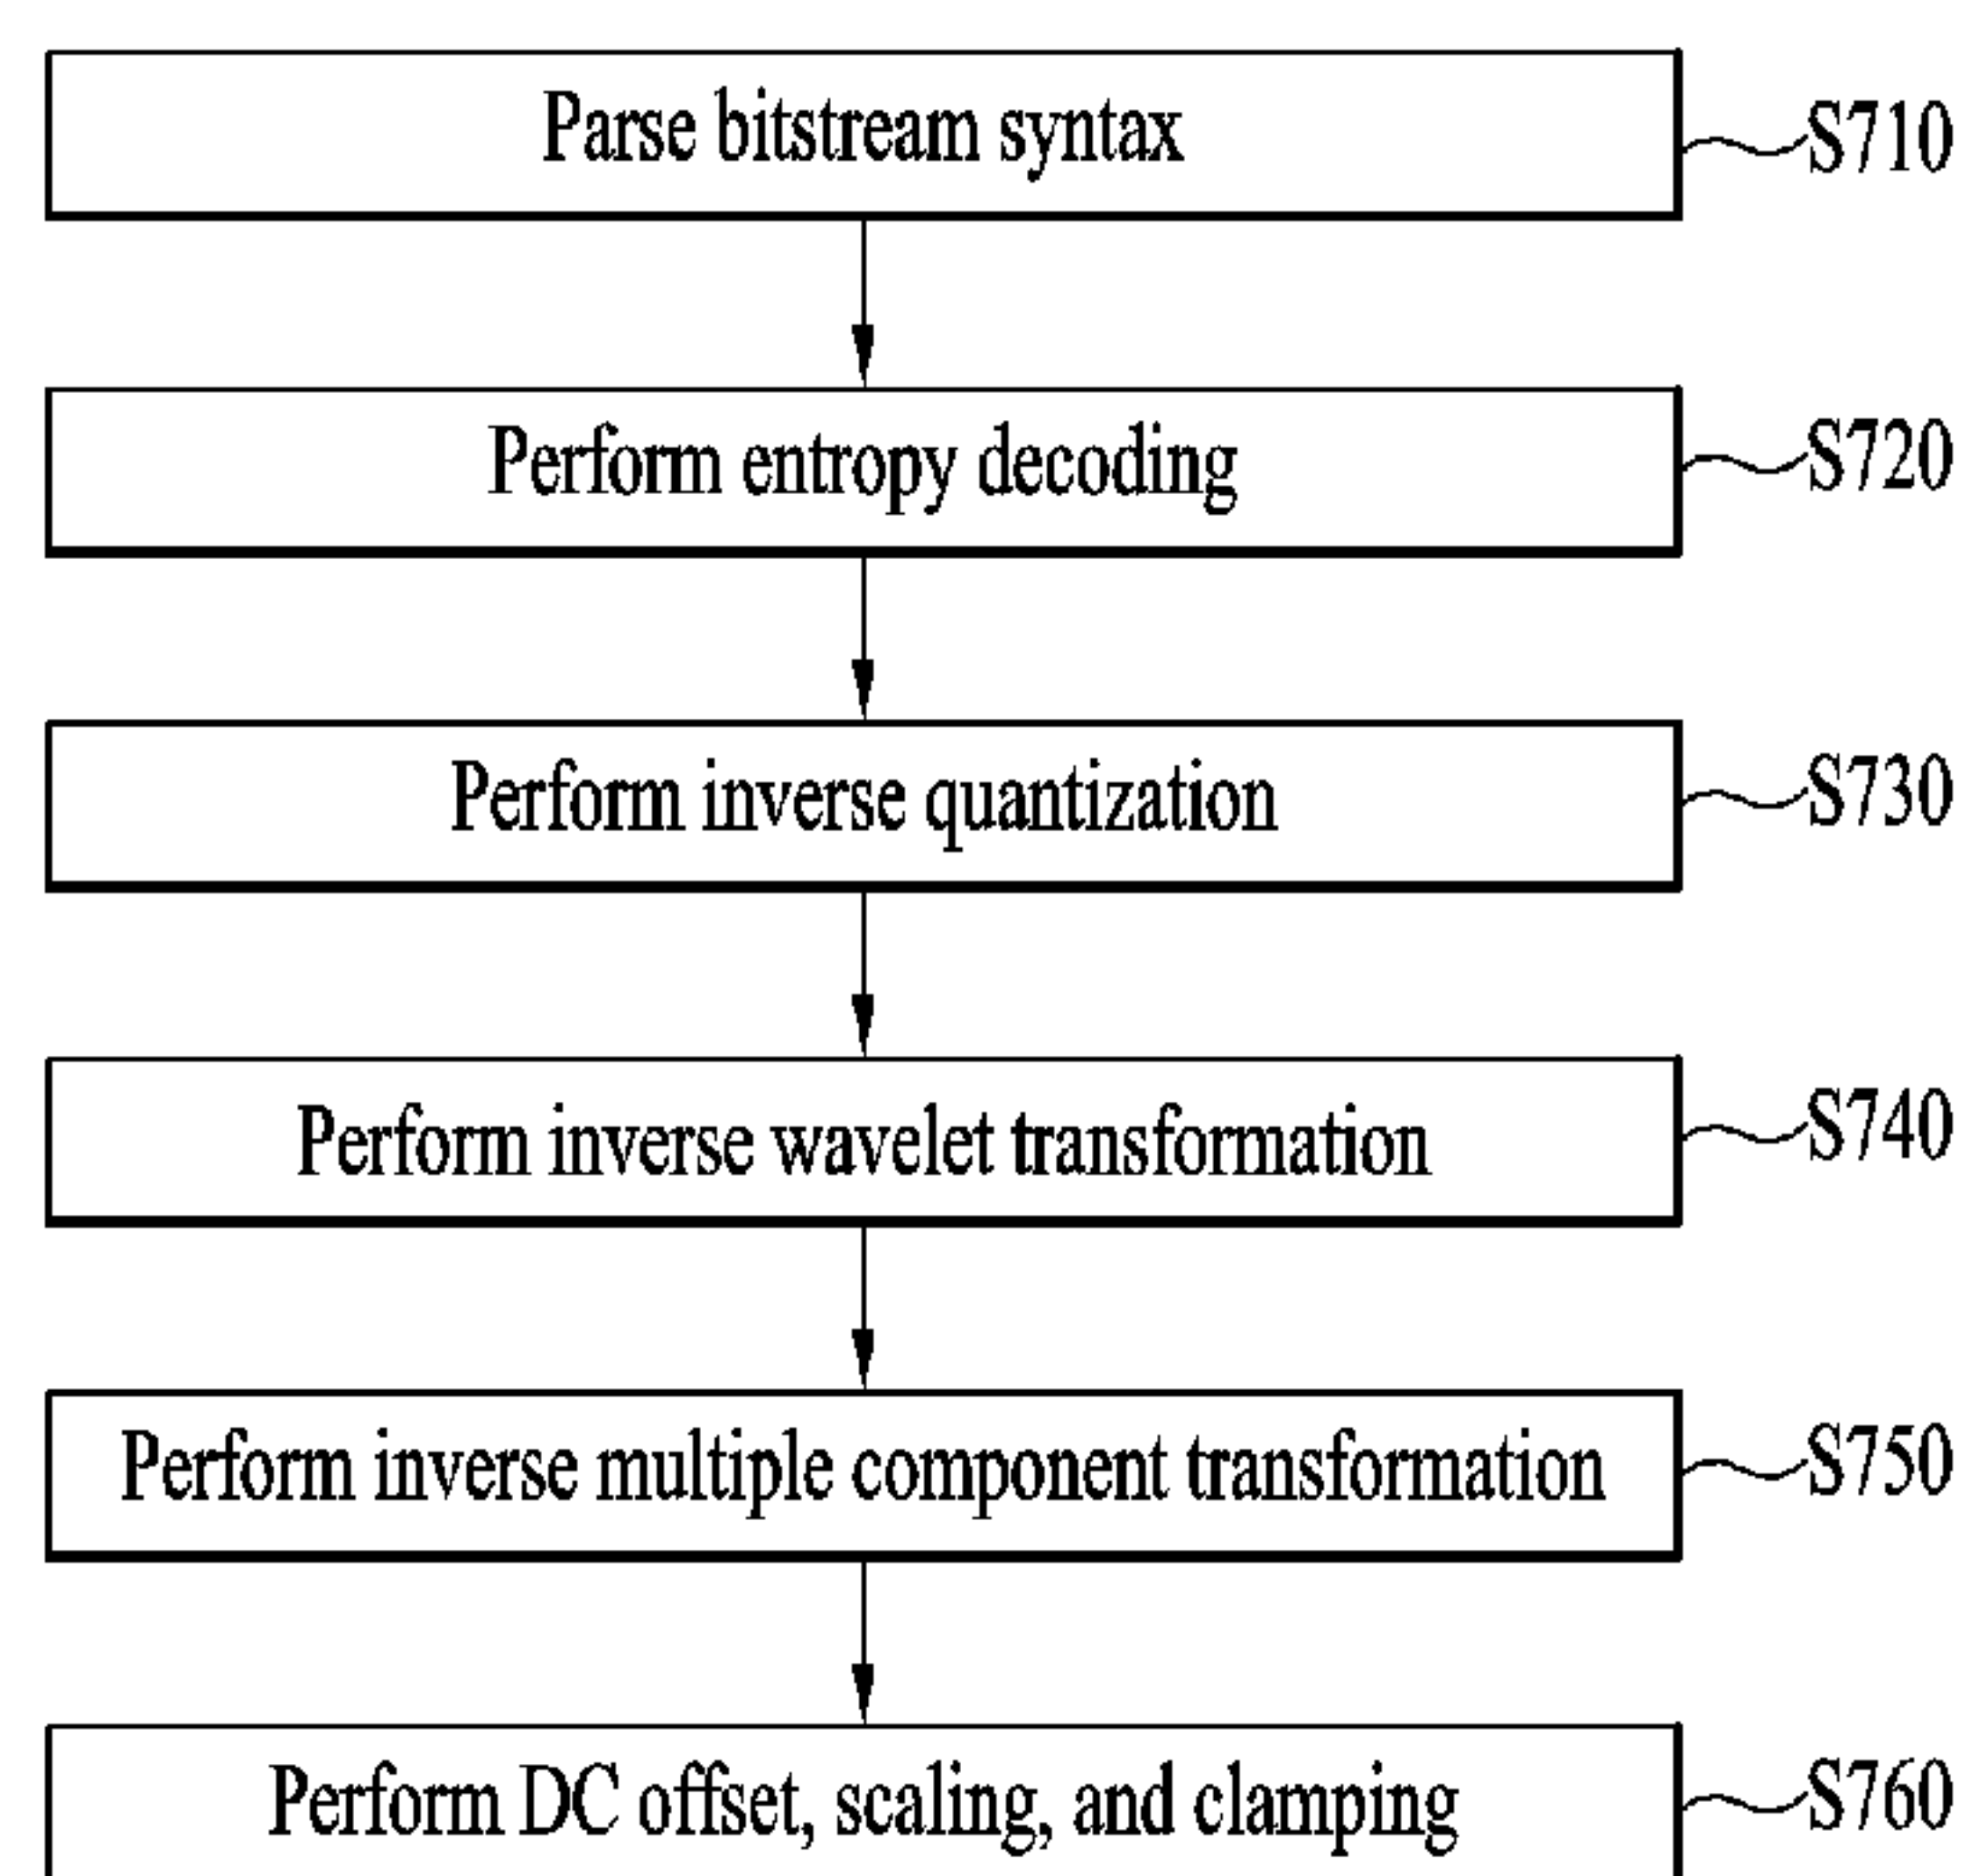 Parse bitstream syntax S710
Perform entropy decoding S720
Perform inverse quantization S730
Perform inverse wavelet transformation S740
Perform inverse multiple component transformation S750
Perform DC offset, scaling, and clamping S760